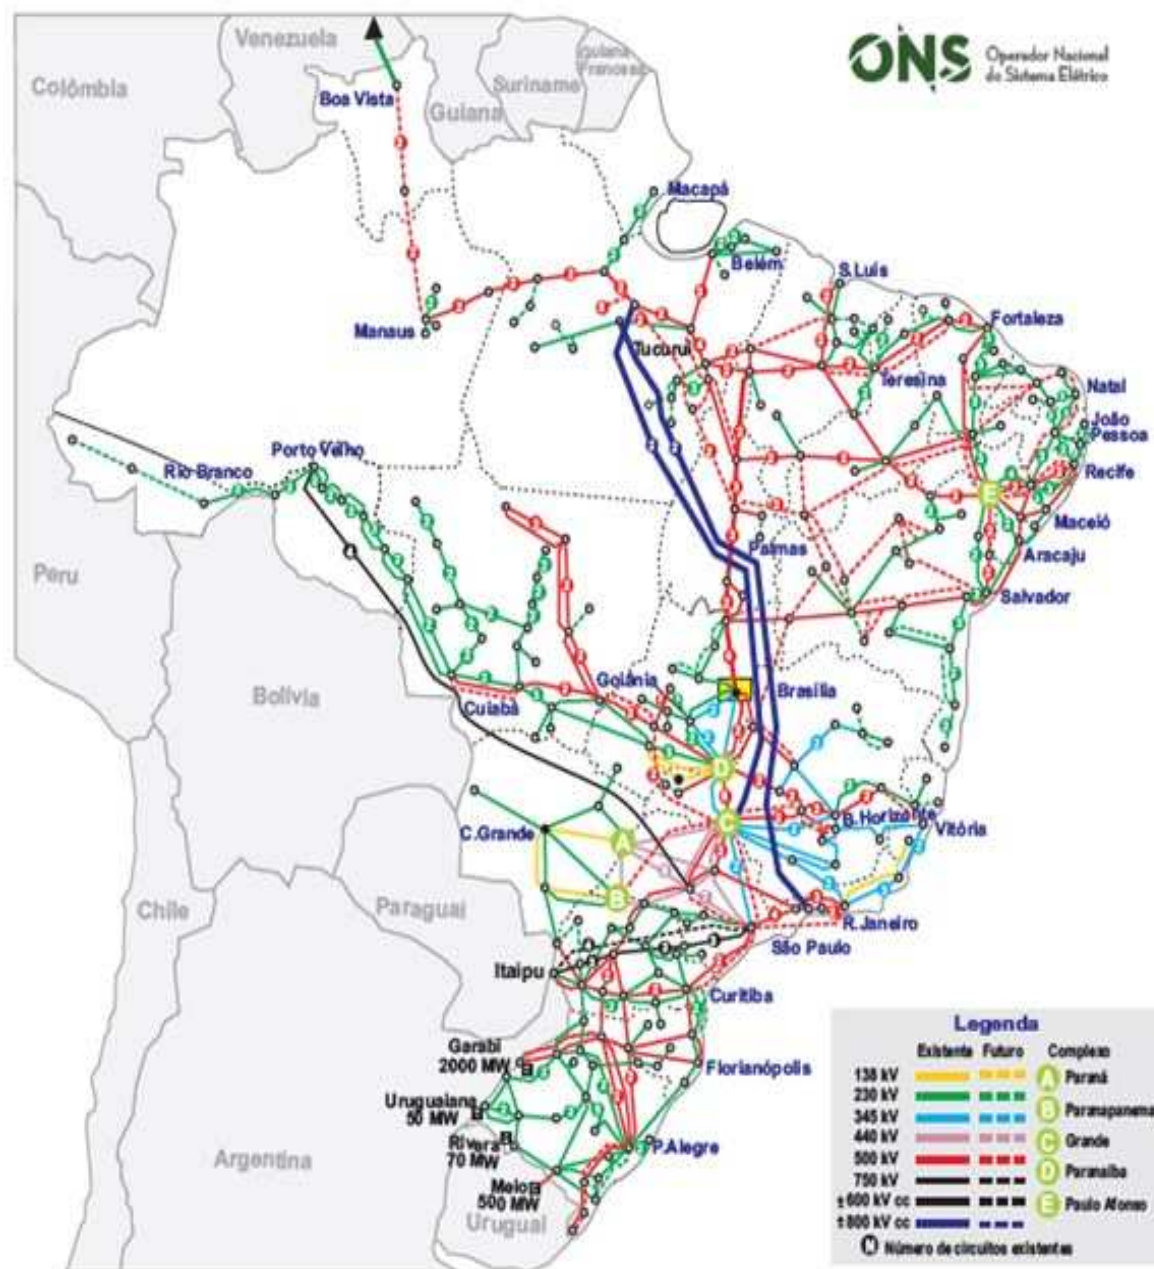 ONS
Operador Nacional
do Sistema Elétrico
Venezuela
Guiana
Francesa
Colômbia
Suriname
Boa Vista
Guiana
Macapá
Belém
S.Luís
Fortaleza
Manaus
Tucuruí
Teresina
Natal
João
Pessoa
Porto Velho
Rio Branco
Recife
E
Maceió
Palmas
Aracaju
Peru
Salvador
Bolívia
Goiânia
Brasília
Cuiabá
D
C
B. Horizonte
Vitória
C.Grande
A
B
Chile
Paraguai
R.Janeiro
São Paulo
Itaipu
Curitiba
Garabi
2000 MW
Florianópolis
Uruguaiana
50 MW
Rivera
70 MW
P.Alegre
Argentina
Melo
500 MW
Uruguai
Legenda
Existente Futuro Complexo
138 kV A Paraná
230 kV
345 kV B Paranapanema
440 kV C Grande
500 kV D Paranaíba
750 kV
±600 kV cc E Paulo Afonso
±800 kV cc
N Número de circuitos existentes